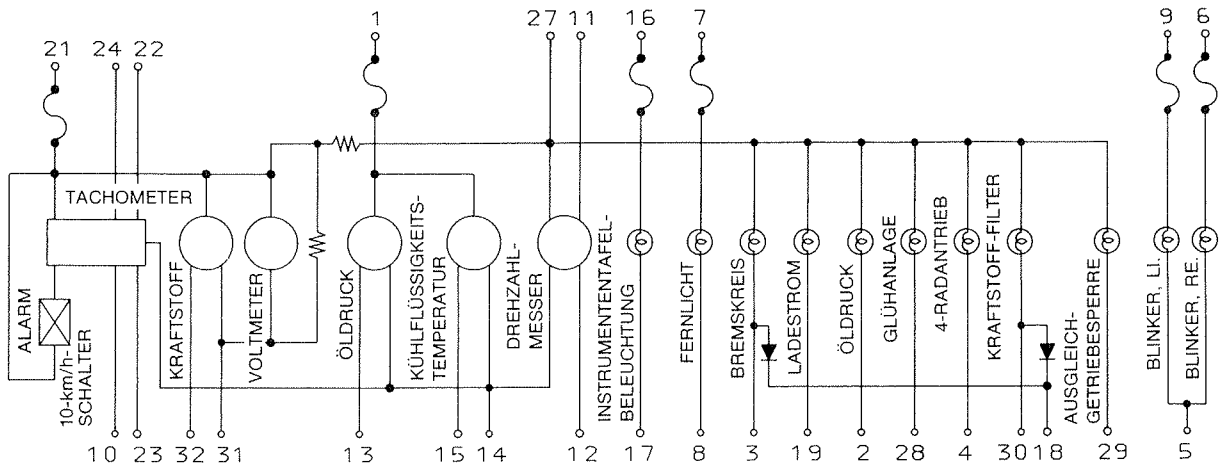 1
27
11
16
7
9
6
21
24
22
TACHOMETER
ALARM
10-km/h-
SCHALTER
KRAFTSTOFF
VOLTMETER
ÖLDRUCK
KÜHLFLÜSSIGKEITS-
TEMPERATUR
DREHZAHL-
MESSER
INSTRUMENTENTAFEL-
BELEUCHTUNG
FERNLICHT
BREMSKREIS
LADESTROM
ÖLDRUCK
GLÜHANLAGE
4-RADANTRIEB
KRAFTSTOFF-FILTER
AUSGLEICH-
GETRIEBESPERRE
BLINKER, LI.
BLINKER, RE.
10
23
32
31
13
15
14
12
17
8
3
19
2
28
4
30
18
29
5